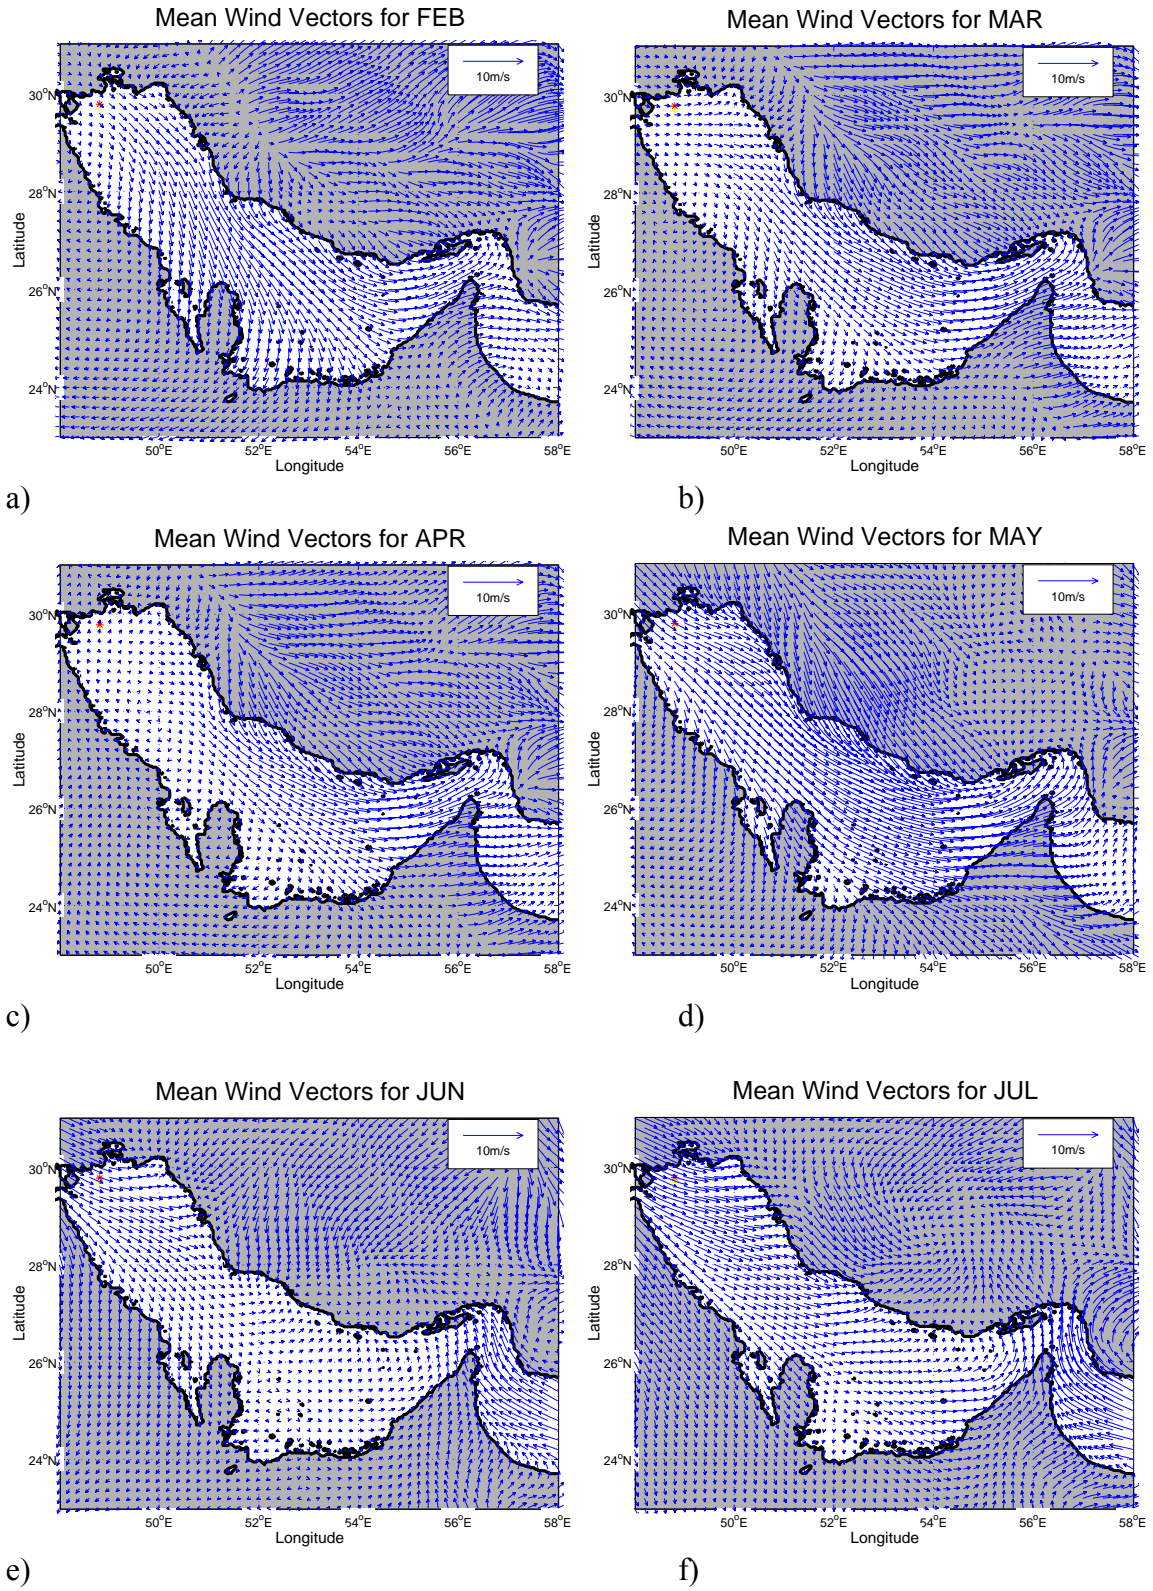 Mean Wind Vectors for FEB
10m/s
30°N
28°N
26°N
24°N
Latitude
50°E 52°E 54°E 56°E 58°E
Longitude
a)
Mean Wind Vectors for MAR
10m/s
30°N
28°N
26°N
24°N
Latitude
50°E 52°E 54°E 56°E 58°E
Longitude
b)
Mean Wind Vectors for APR
10m/s
30°N
28°N
26°N
24°N
Latitude
50°E 52°E 54°E 56°E 58°E
Longitude
c)
Mean Wind Vectors for MAY
10m/s
30°N
28°N
26°N
24°N
Latitude
50°E 52°E 54°E 56°E 58°E
Longitude
d)
Mean Wind Vectors for JUN
10m/s
30°N
28°N
26°N
24°N
Latitude
50°E 52°E 54°E 56°E 58°E
Longitude
e)
Mean Wind Vectors for JUL
10m/s
30°N
28°N
26°N
24°N
Latitude
50°E 52°E 54°E 56°E 58°E
Longitude
f)